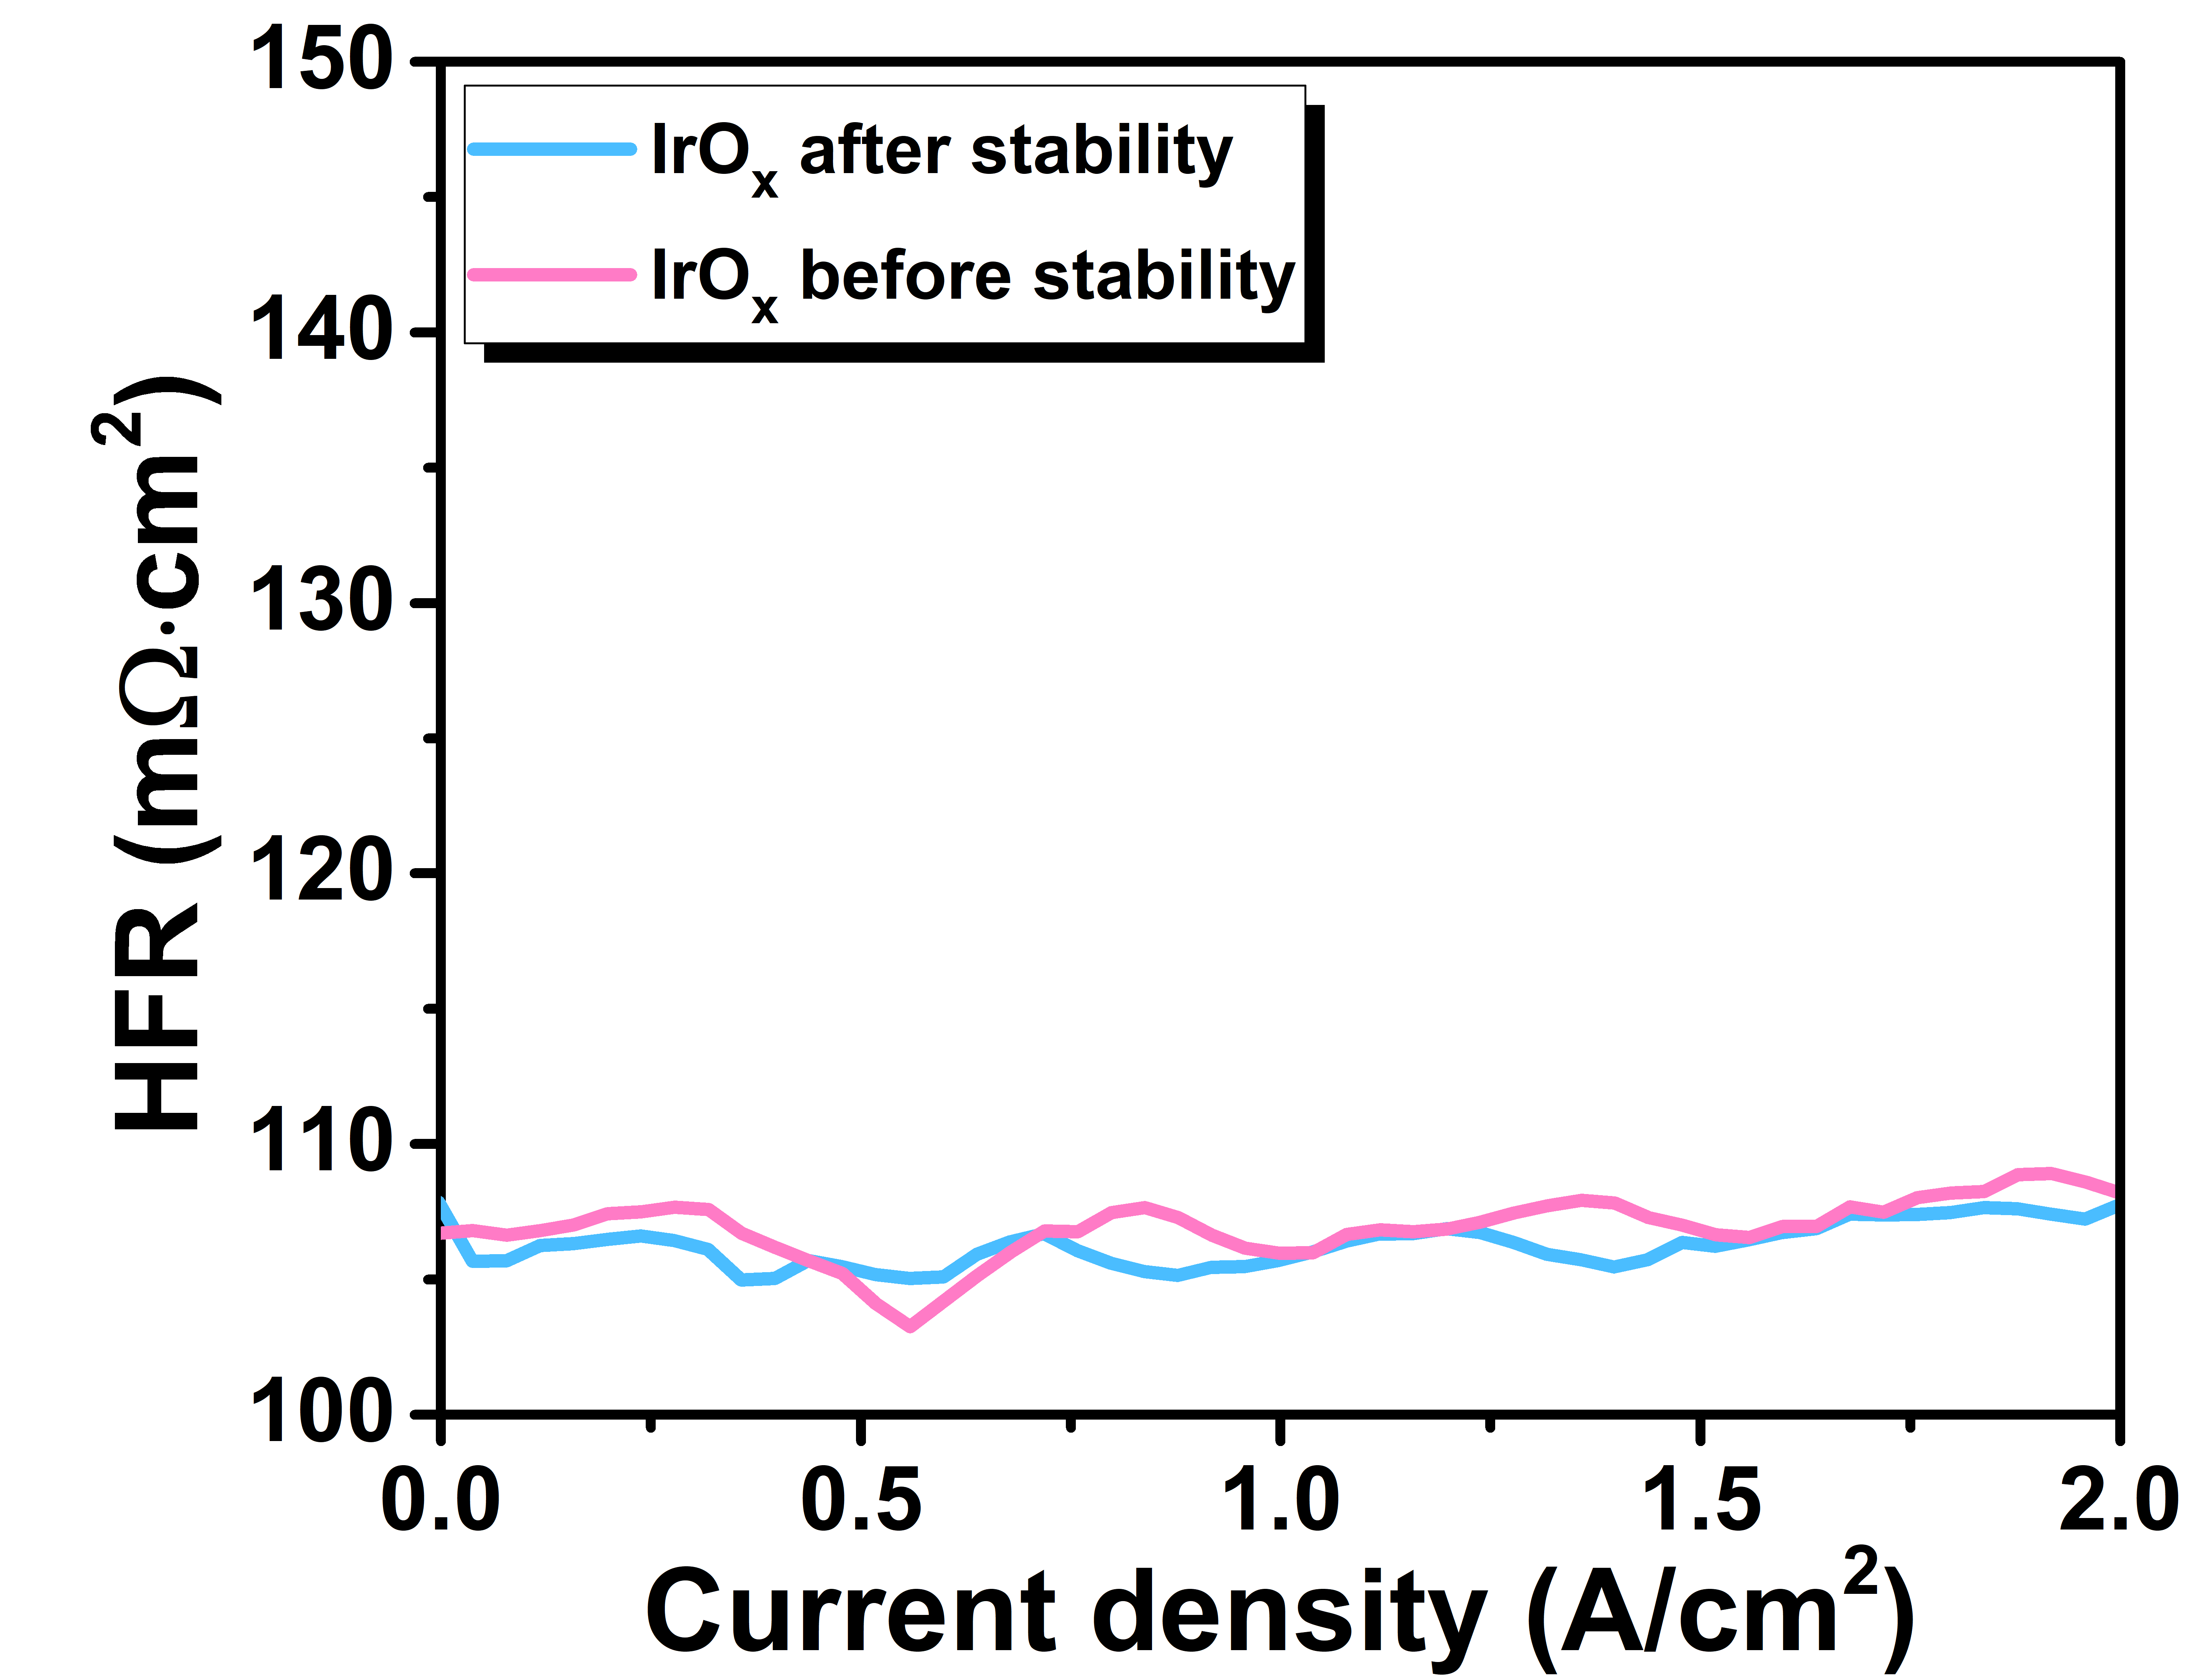 150
140
130
120
110
100
HFR (mΩ·cm²)
IrOₓ after stability
IrOₓ before stability
0.0 0.5 1.0 1.5 2.0
Current density (A/cm²)